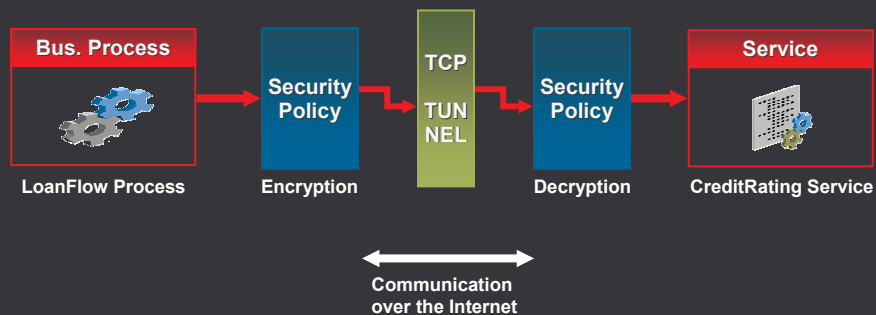 Bus. Process
LoanFlow Process
Security
Policy
Encryption
TCP
TUN
NEL
Security
Policy
Decryption
Service
CreditRating Service
Communication
over the Internet